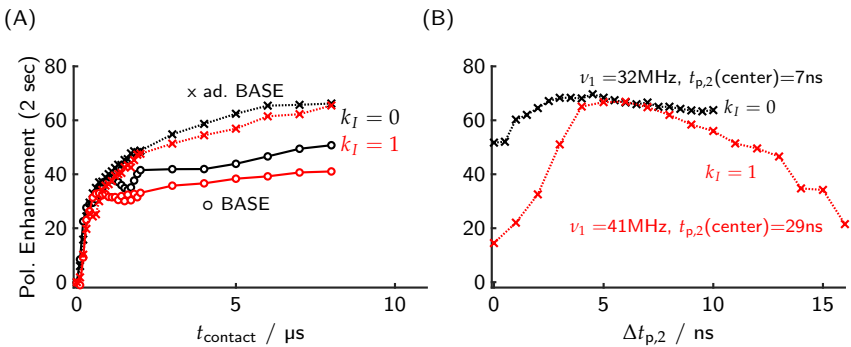 (A)
(B)
80
60
40
20
0
Pol. Enhancement (2 sec)
x ad. BASE
k_I = 0
k_I = 1
o BASE
0
5
10
t_contact / µs
80
60
40
20
0
ν₁ =32MHz, t_p,2(center)=7ns
k_I = 0
k_I = 1
ν₁ =41MHz, t_p,2(center)=29ns
0
5
10
15
Δt_p,2 / ns